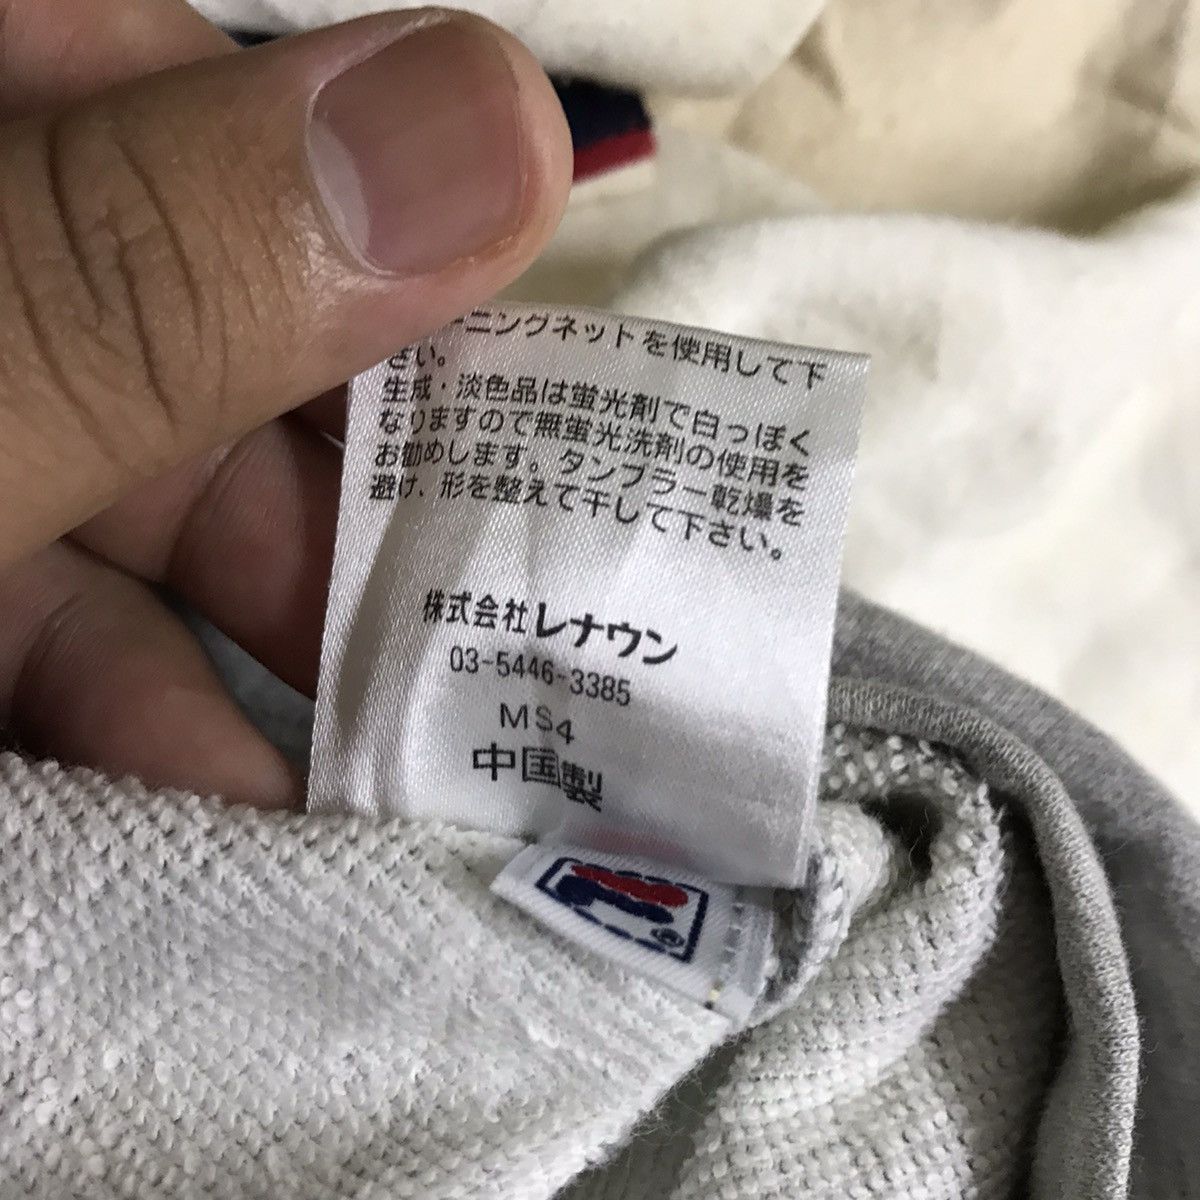 ーニングネットを使用して下
さい。
生成・淡色品は蛍光剤で白っぽく
なりますので無蛍光洗剤の使用を
お勧めします。タンブラー乾燥を
避け、形を整えて干して下さい。
株式会社レナウン
03-5446-3385
MS4
中国製
®